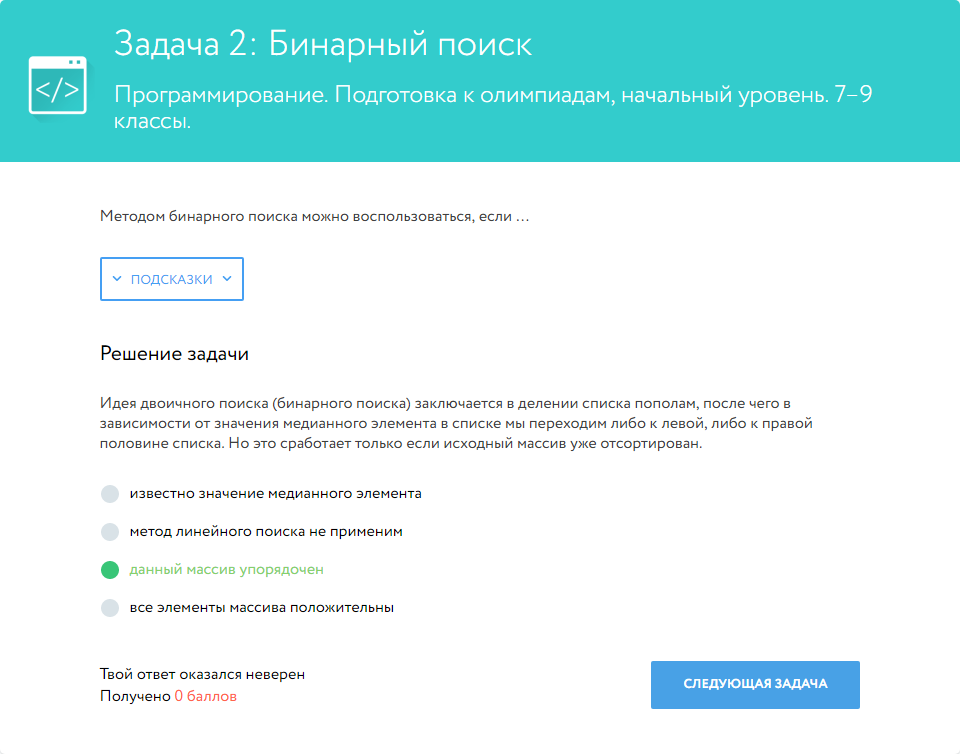 Задача 2: Бинарный поиск
</>
Программирование. Подготовка к олимпиадам, начальный уровень. 7–9
классы.
Методом бинарного поиска можно воспользоваться, если ...
ПОДСКАЗКИ
Решение задачи
Идея двоичного поиска (бинарного поиска) заключается в делении списка пополам, после чего в
зависимости от значения медианного элемента в списке мы переходим либо к левой, либо к правой
половине списка. Но это сработает только если исходный массив уже отсортирован.
известно значение медианного элемента
метод линейного поиска не применим
данный массив упорядочен
все элементы массива положительны
Твой ответ оказался неверен
Получено 0 баллов
СЛЕДУЮЩАЯ ЗАДАЧА